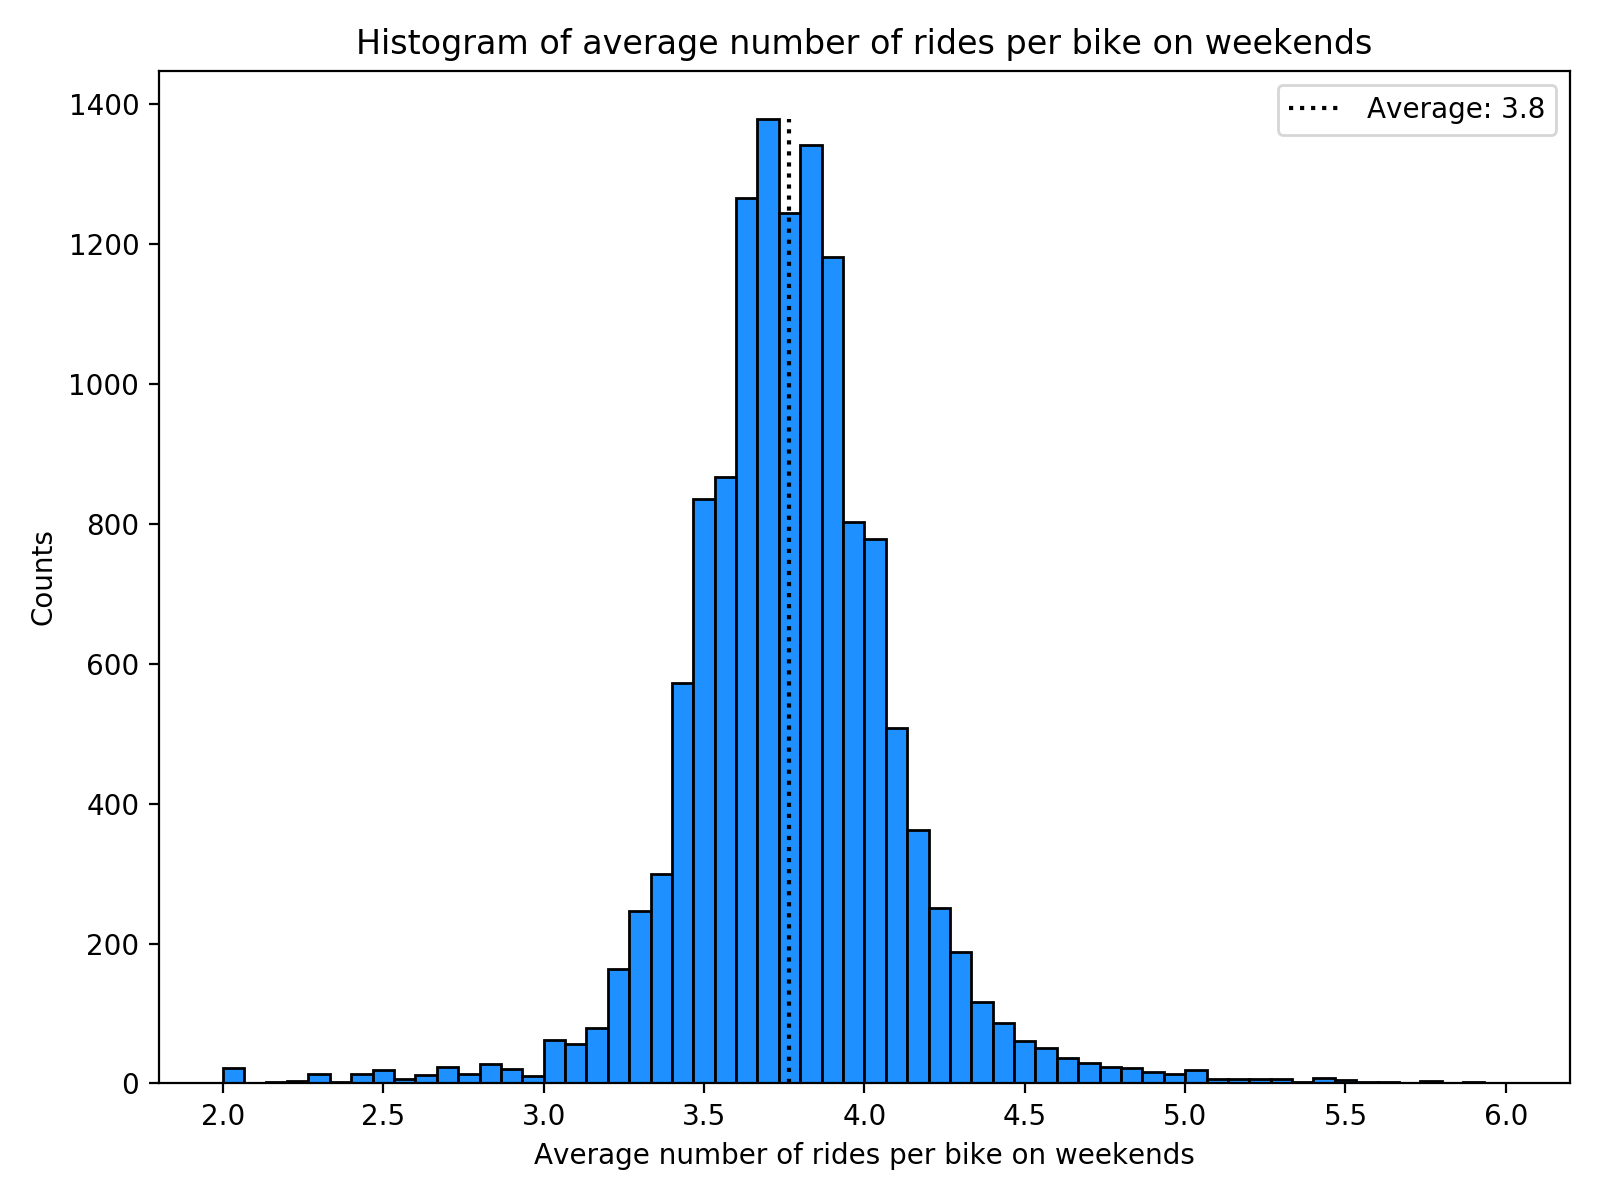 Histogram of average number of rides per bike on weekends
Average: 3.8
1400
1200
1000
800
600
400
200
0
Counts
2.0 2.5 3.0 3.5 4.0 4.5 5.0 5.5 6.0
Average number of rides per bike on weekends